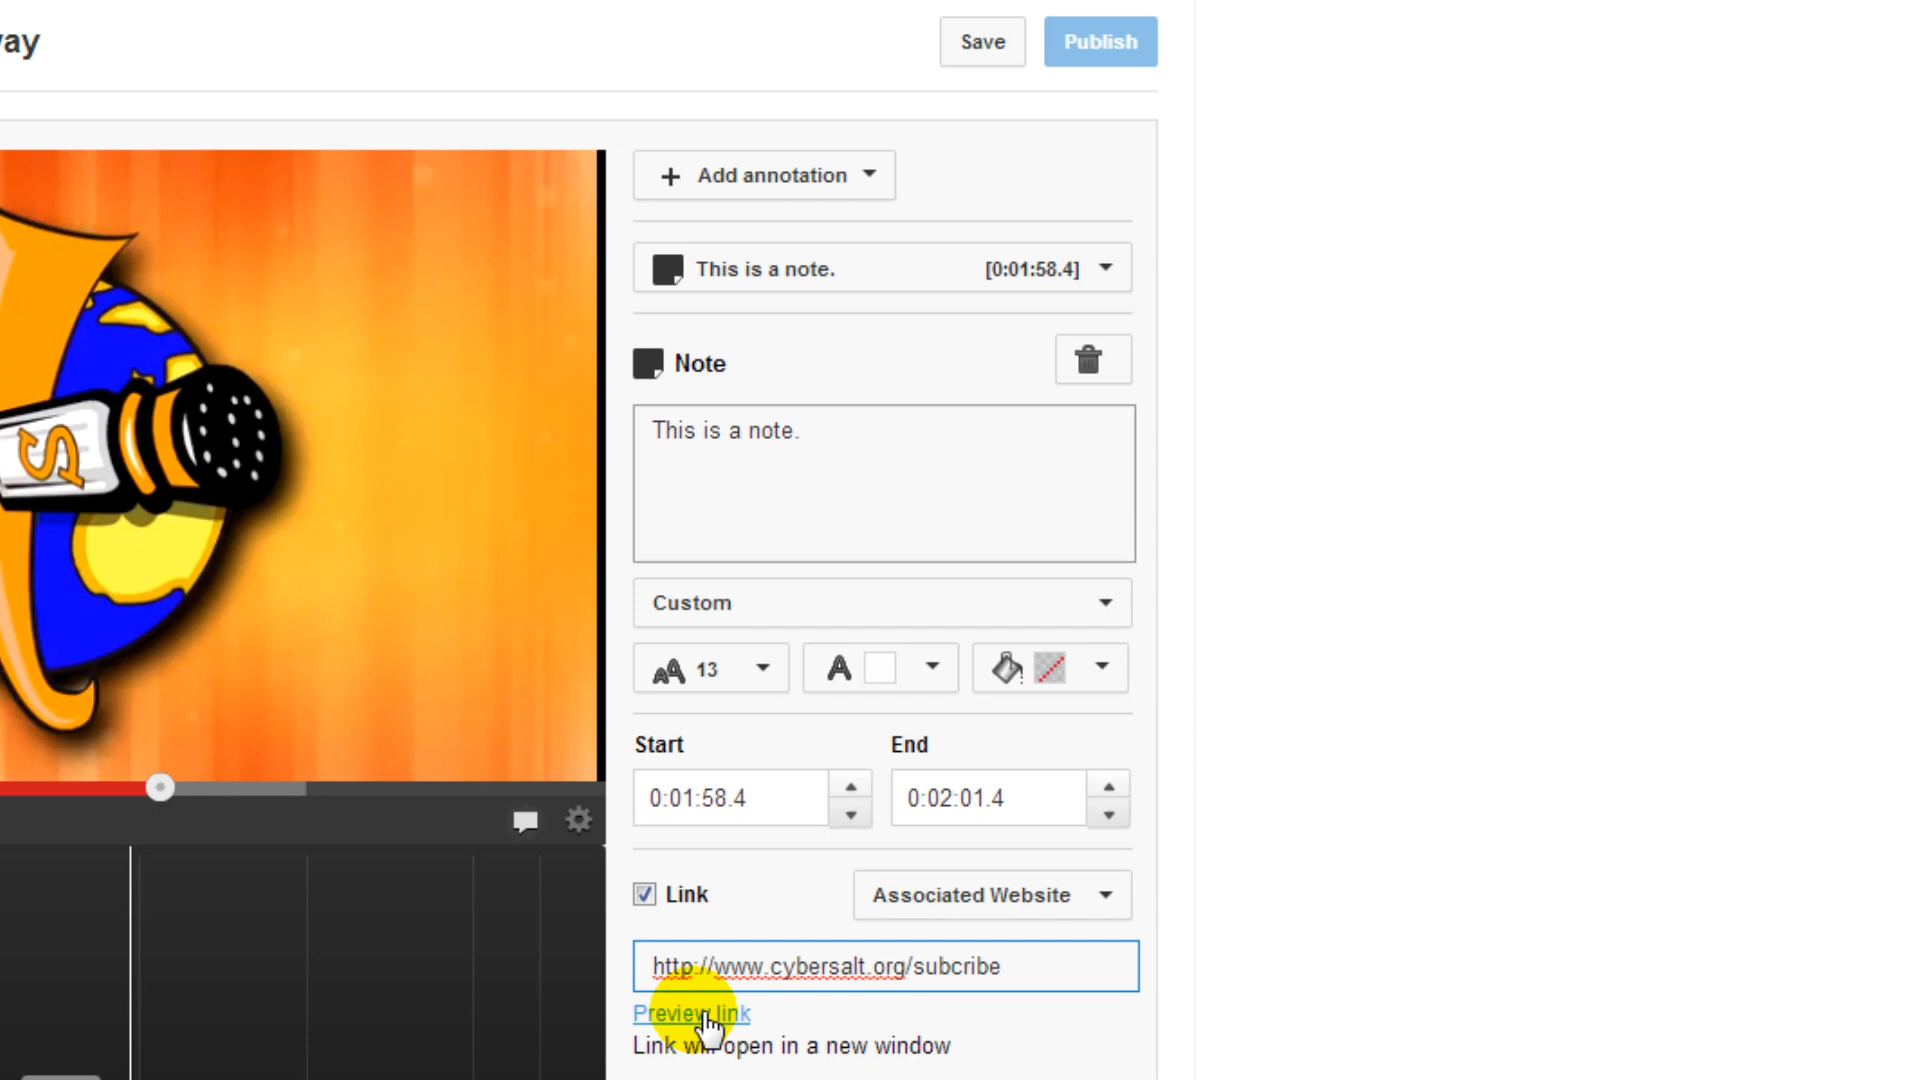 Save
Publish
Add annotation
This is a note. [0:01:58.4]
Note
This is a note.
Custom
13
A
Start End
0:01:58.4 0:02:01.4
Link Associated Website
http://www.cybersalt.org/subcribe
Preview link
Link will open in a new window
S